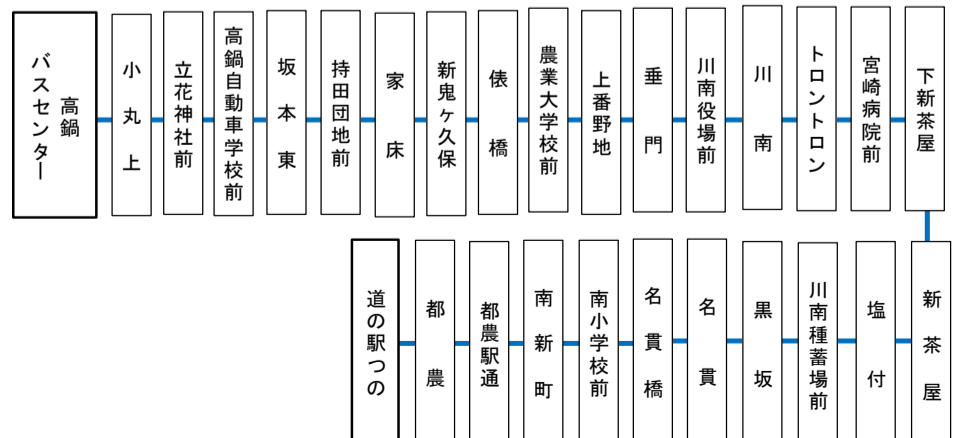 高鍋
バスセンター
小丸上
立花神社前
高鍋自動車学校前
坂本東
持田団地前
家床
新鬼ヶ久保
俵橋
農業大学校前
上番野地
垂門
川南役場前
川南
トロントロン
宮崎病院前
下新茶屋
新茶屋
塩付
川南種蓄場前
黒坂
名貫
名貫橋
南小学校前
南新町
都農駅通
都農
道の駅つの